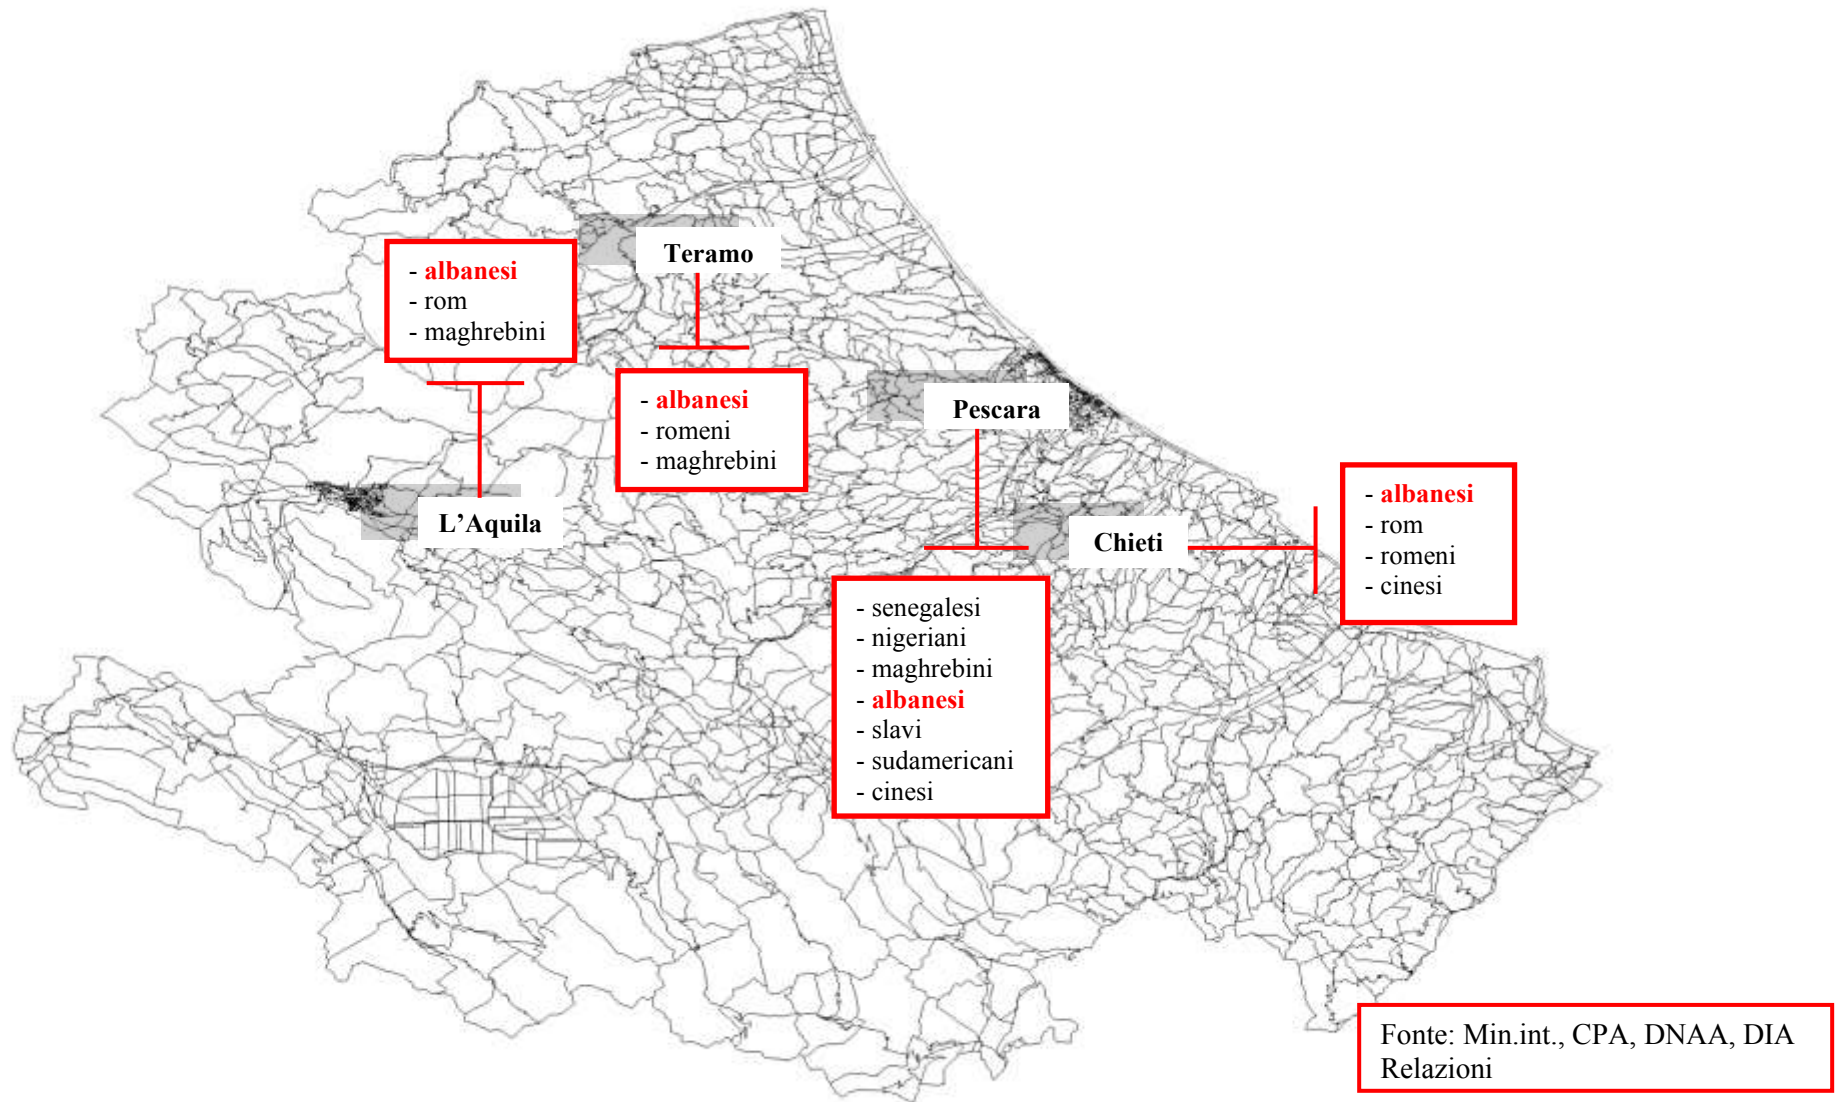 Teramo
- albanesi
- rom
- maghrebini
- albanesi
- romeni
- maghrebini
Pescara
L’Aquila
Chieti
- albanesi
- rom
- romeni
- cinesi
- senegalesi
- nigeriani
- maghrebini
- albanesi
- slavi
- sudamericani
- cinesi
Fonte: Min.int., CPA, DNAA, DIA
Relazioni